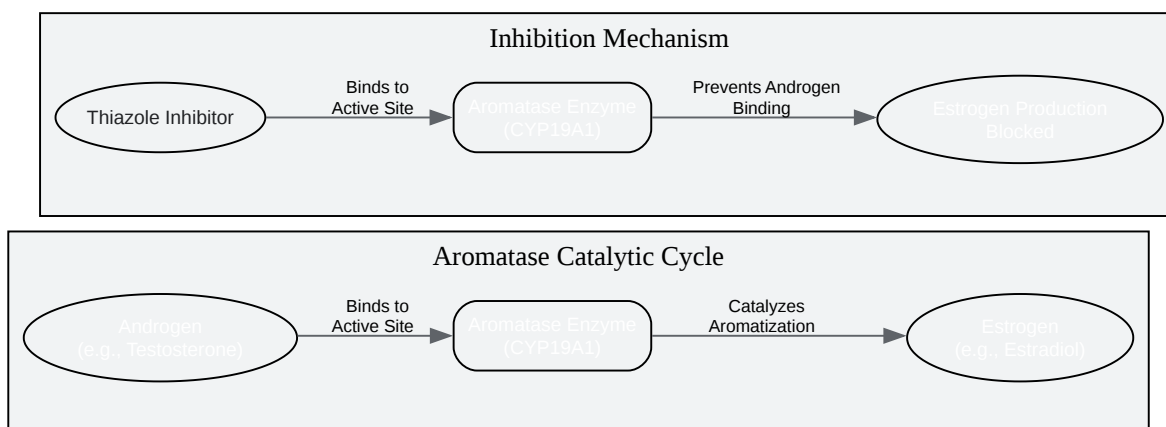 Inhibition Mechanism
Thiazole Inhibitor
Binds to
Active Site
Aromatase Enzyme
(CYP19A1)
Prevents Androgen
Binding
Estrogen Production
Blocked
Aromatase Catalytic Cycle
Androgen
(e.g., Testosterone)
Binds to
Active Site
Aromatase Enzyme
(CYP19A1)
Catalyzes
Aromatization
Estrogen
(e.g., Estradiol)